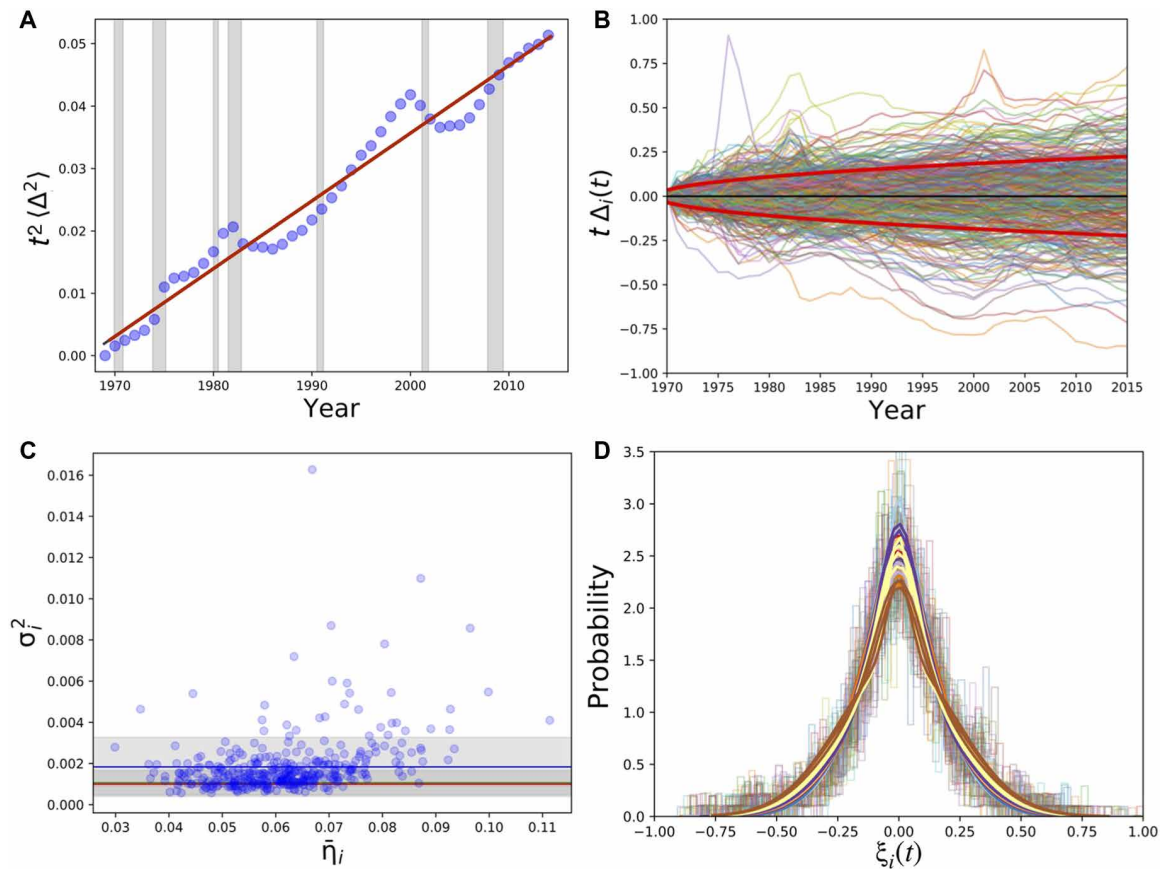 A
0.05
0.04
0.03
0.02
0.01
0.00
t² ⟨Δ²⟩
1970 1980 1990 2000 2010
Year
B
1.00
0.75
0.50
0.25
0.00
−0.25
−0.50
−0.75
−1.00
t Δᵢ(t)
1970 1975 1980 1985 1990 1995 2000 2005 2010 2015
Year
C
0.016
0.014
0.012
0.010
0.008
0.006
0.004
0.002
0.000
σᵢ²
0.03 0.04 0.05 0.06 0.07 0.08 0.09 0.10 0.11
η̄ᵢ
D
3.5
3.0
2.5
2.0
1.5
1.0
0.5
0.0
Probability
−1.00 −0.75 −0.50 −0.25 0.00 0.25 0.50 0.75 1.00
ξᵢ(t)